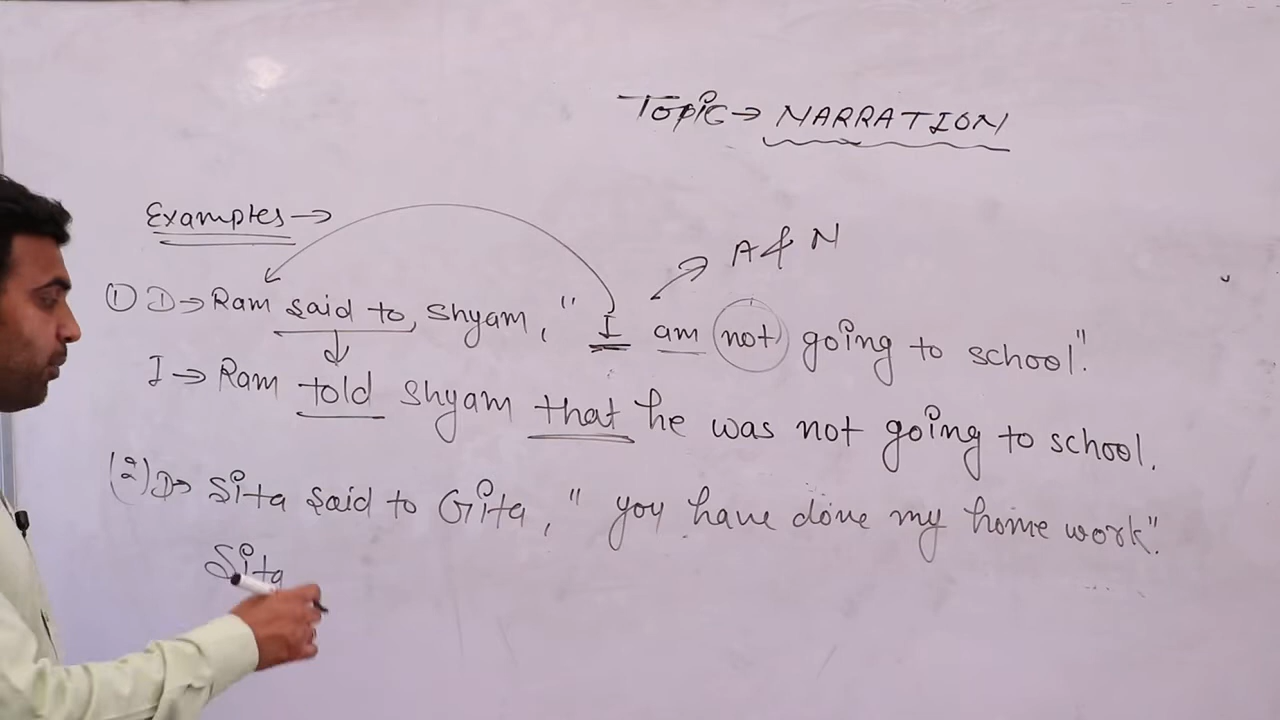 Topic → NARRATION
Examples →
A & N
① D → Ram said to, Shyam, " I am not going to school".
I → Ram told Shyam that he was not going to school.
(2) D → Sita said to Gita, " you have done my home work".
Sita